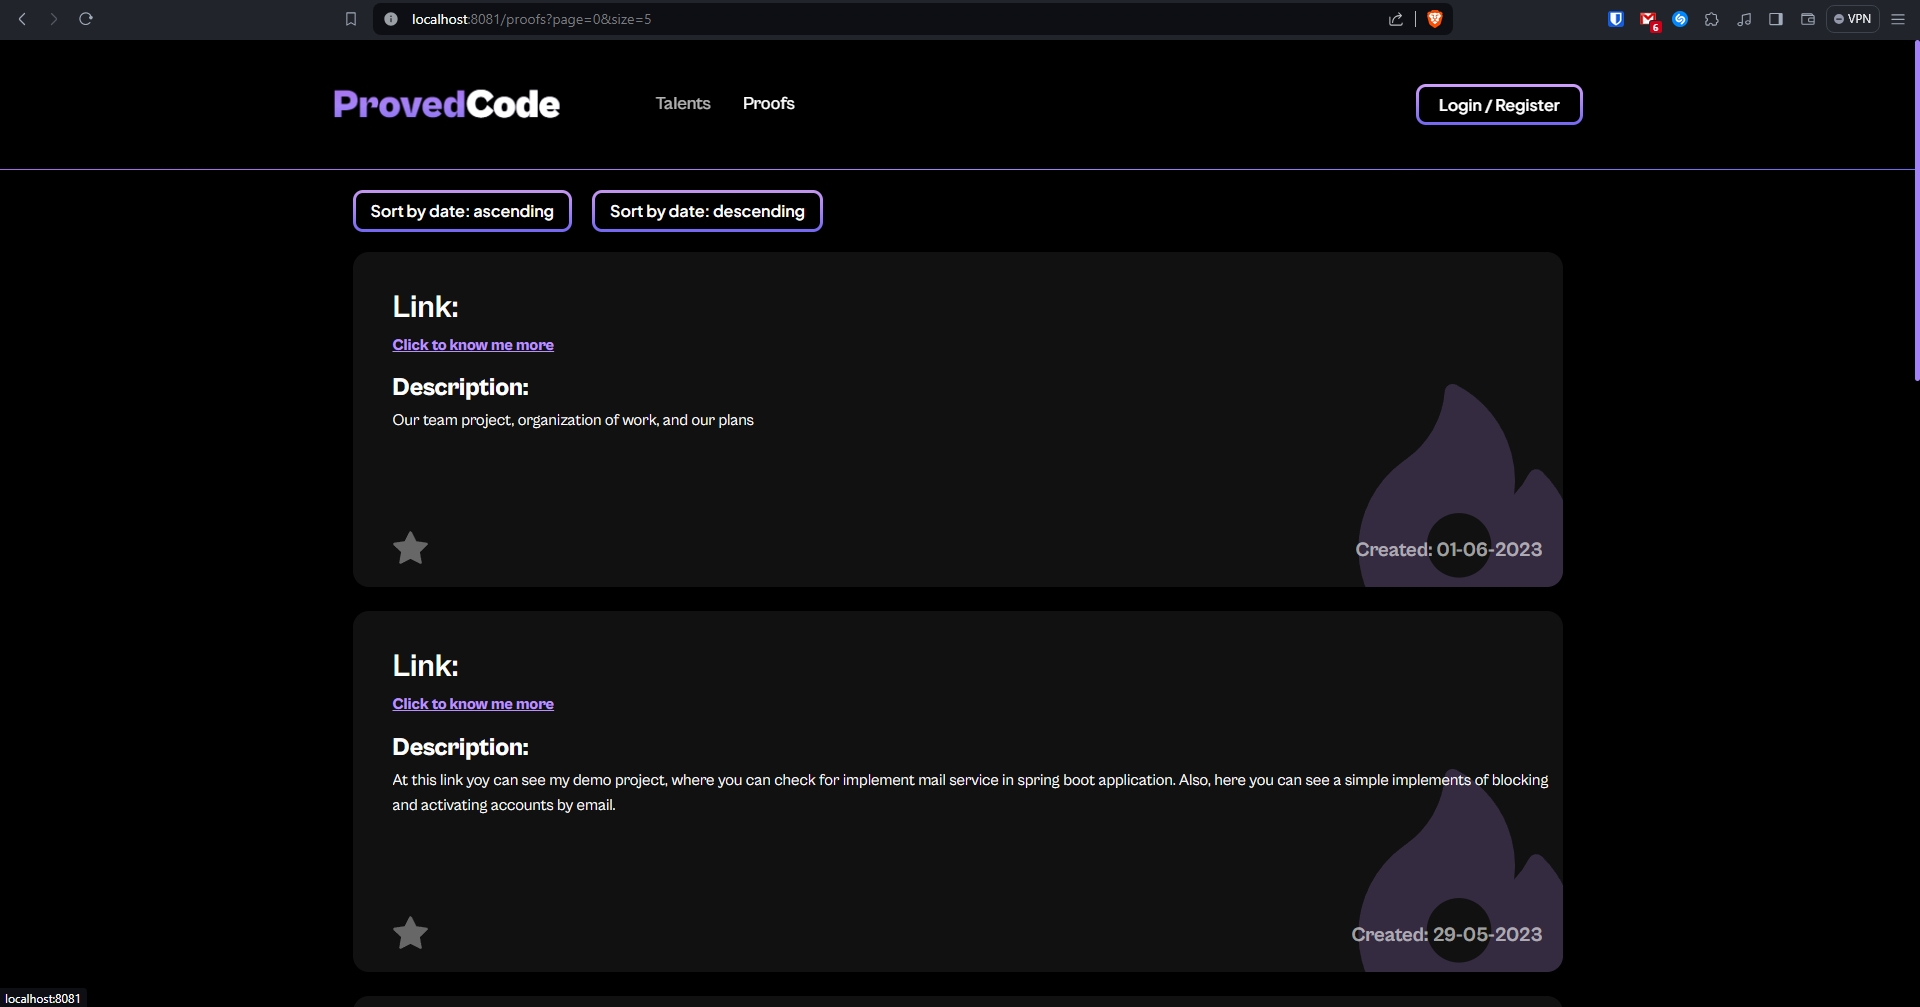 localhost:8081/proofs?page=0&size=5
6
VPN
ProvedCode
Talents
Proofs
Login / Register
Sort by date: ascending
Sort by date: descending
Link:
Click to know me more
Description:
Our team project, organization of work, and our plans
Created: 01-06-2023
Link:
Click to know me more
Description:
At this link yoy can see my demo project, where you can check for implement mail service in spring boot application. Also, here you can see a simple implements of blocking
and activating accounts by email.
Created: 29-05-2023
localhost:8081